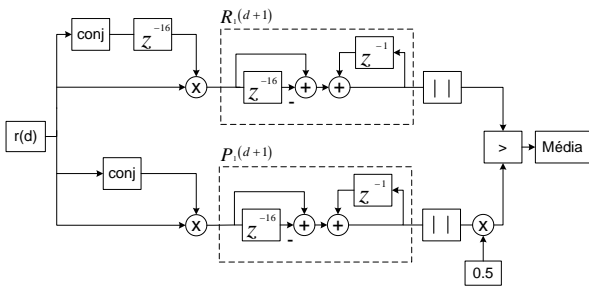 R₁(d+1)
conj
z⁻¹⁶
z⁻¹
x
z⁻¹⁶
-
+
+
| |
r(d)
>
Média
P₁(d+1)
conj
z⁻¹
x
z⁻¹⁶
-
+
+
| |
x
0.5